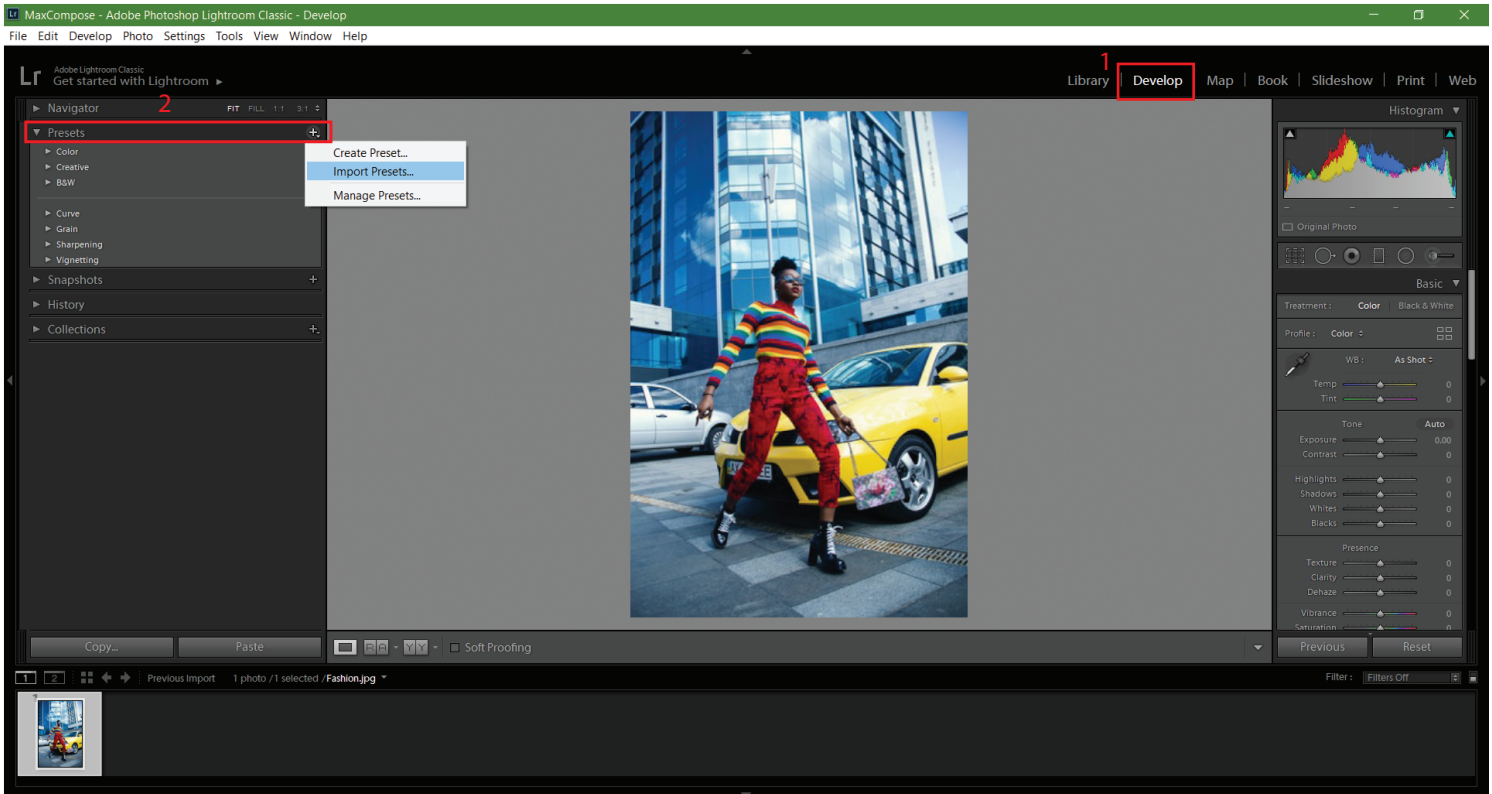 Lr MaxCompose - Adobe Photoshop Lightroom Classic - Develop
File Edit Develop Photo Settings Tools View Window Help
Lr Adobe Lightroom Classic
Get started with Lightroom
1
Library | Develop | Map | Book | Slideshow | Print | Web
Navigator FIT FILL 1:1 3:1
2
Presets
Color
Creative
B&W
Curve
Grain
Sharpening
Vignetting
Create Preset...
Import Presets...
Manage Presets...
Snapshots
History
Collections
Copy... Paste
Histogram
Original Photo
Basic
Treatment : Color Black & White
Profile : Color
WB : As Shot
Temp 0
Tint 0
Tone Auto
Exposure 0.00
Contrast 0
Highlights 0
Shadows 0
Whites 0
Blacks 0
Presence
Texture 0
Clarity 0
Dehaze 0
Vibrance 0
Saturation
Soft Proofing
Previous Reset
1 2 Previous Import 1 photo /1 selected /Fashion.jpg
Filter : Filters Off